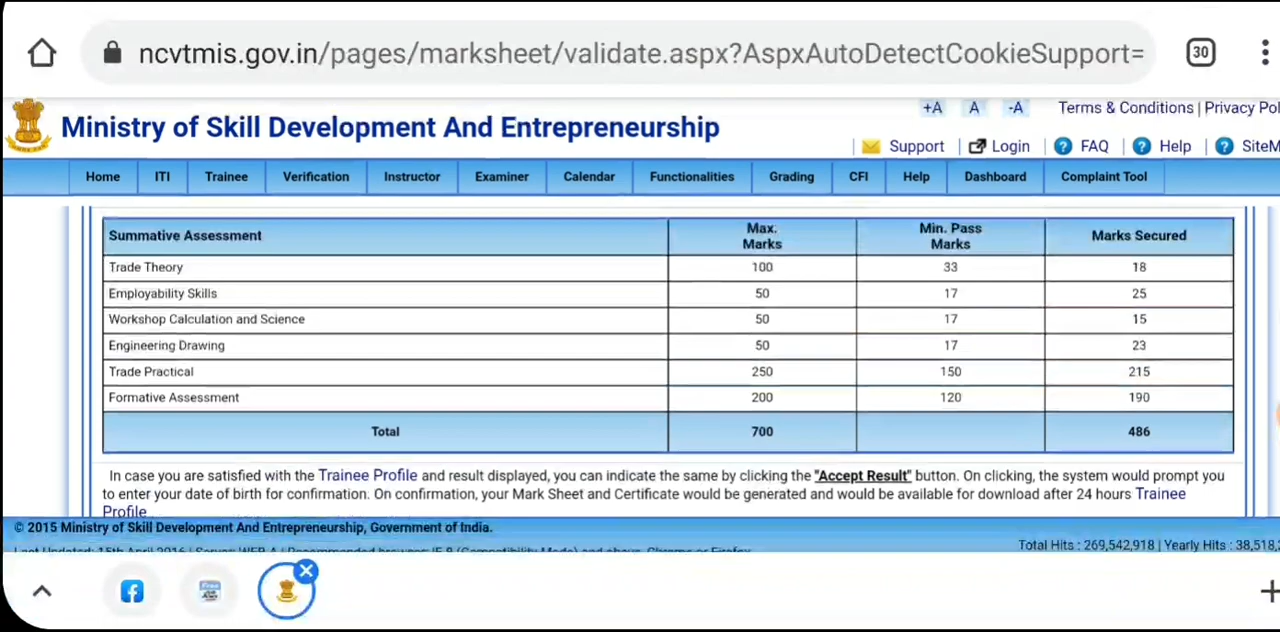 ncvtmis.gov.in/pages/marksheet/validate.aspx?AspxAutoDetectCookieSupport=
30
+A A -A Terms & Conditions | Privacy Pol
Ministry of Skill Development And Entrepreneurship
Support | Login | FAQ | Help | SiteM
Home ITI Trainee Verification Instructor Examiner Calendar Functionalities Grading CFI Help Dashboard Complaint Tool
Summative Assessment Max. Marks Min. Pass Marks Marks Secured
Trade Theory 100 33 18
Employability Skills 50 17 25
Workshop Calculation and Science 50 17 15
Engineering Drawing 50 17 23
Trade Practical 250 150 215
Formative Assessment 200 120 190
Total 700 486
In case you are satisfied with the Trainee Profile and result displayed, you can indicate the same by clicking the "Accept Result" button. On clicking, the system would prompt you
to enter your date of birth for confirmation. On confirmation, your Mark Sheet and Certificate would be generated and would be available for download after 24 hours Trainee
Profile
© 2015 Ministry of Skill Development And Entrepreneurship, Government of India.
Total Hits : 269,542,918 | Yearly Hits : 38,518,